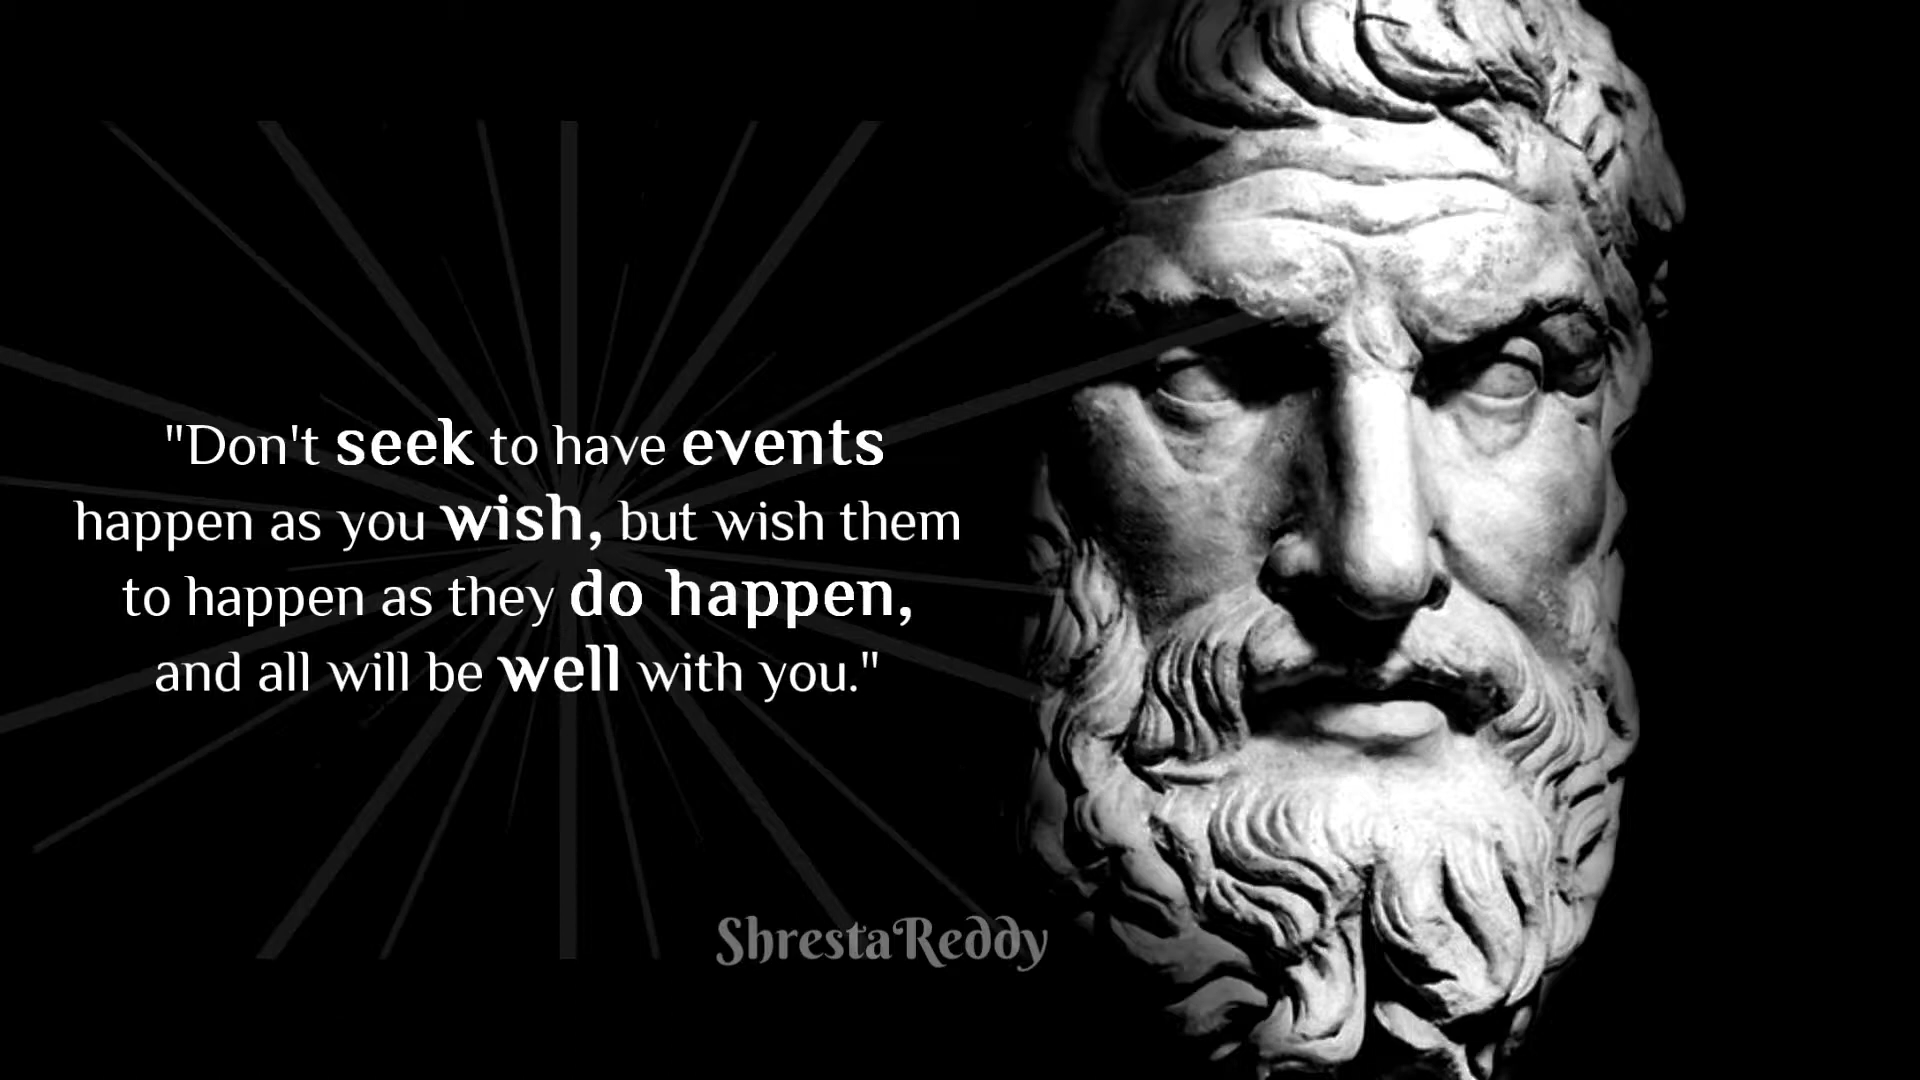 "Don't seek to have events
happen as you wish, but wish them
to happen as they do happen,
and all will be well with you."
ShrestaReddy